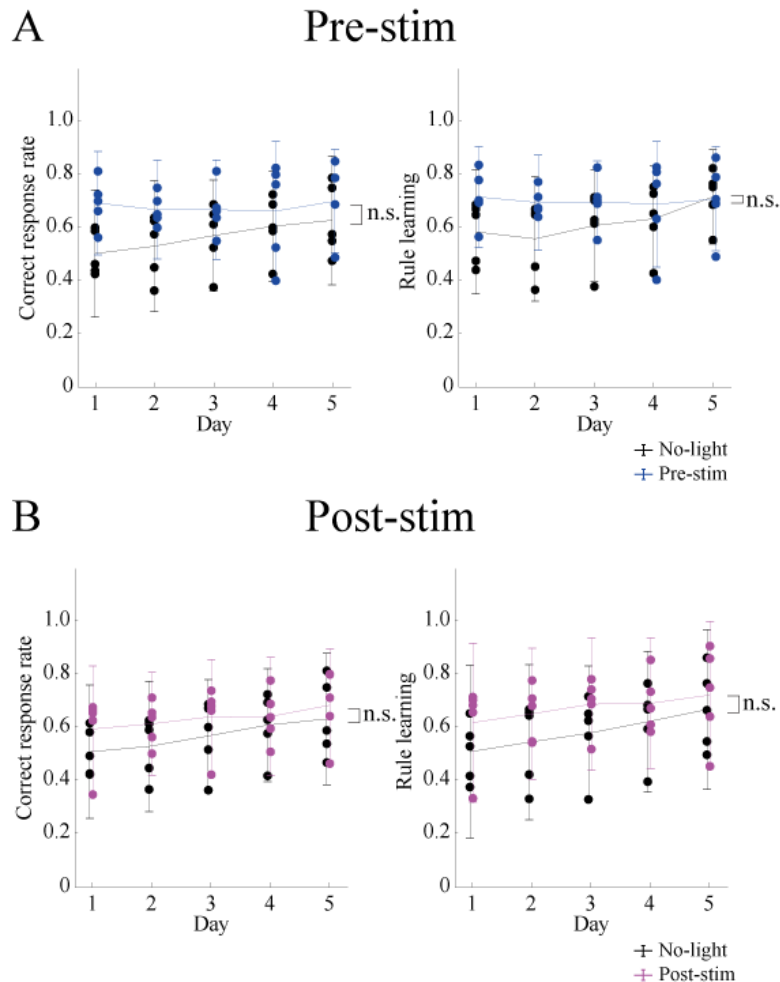 A Pre-stim
Correct response rate
1.0
0.8
0.6
0.4
0.2
0
1 2 3 4 5
Day
n.s.
Rule learning
1.0
0.8
0.6
0.4
0.2
0
1 2 3 4 5
Day
n.s.
No-light
Pre-stim
B Post-stim
Correct response rate
1.0
0.8
0.6
0.4
0.2
0
1 2 3 4 5
Day
n.s.
Rule learning
1.0
0.8
0.6
0.4
0.2
0
1 2 3 4 5
Day
n.s.
No-light
Post-stim